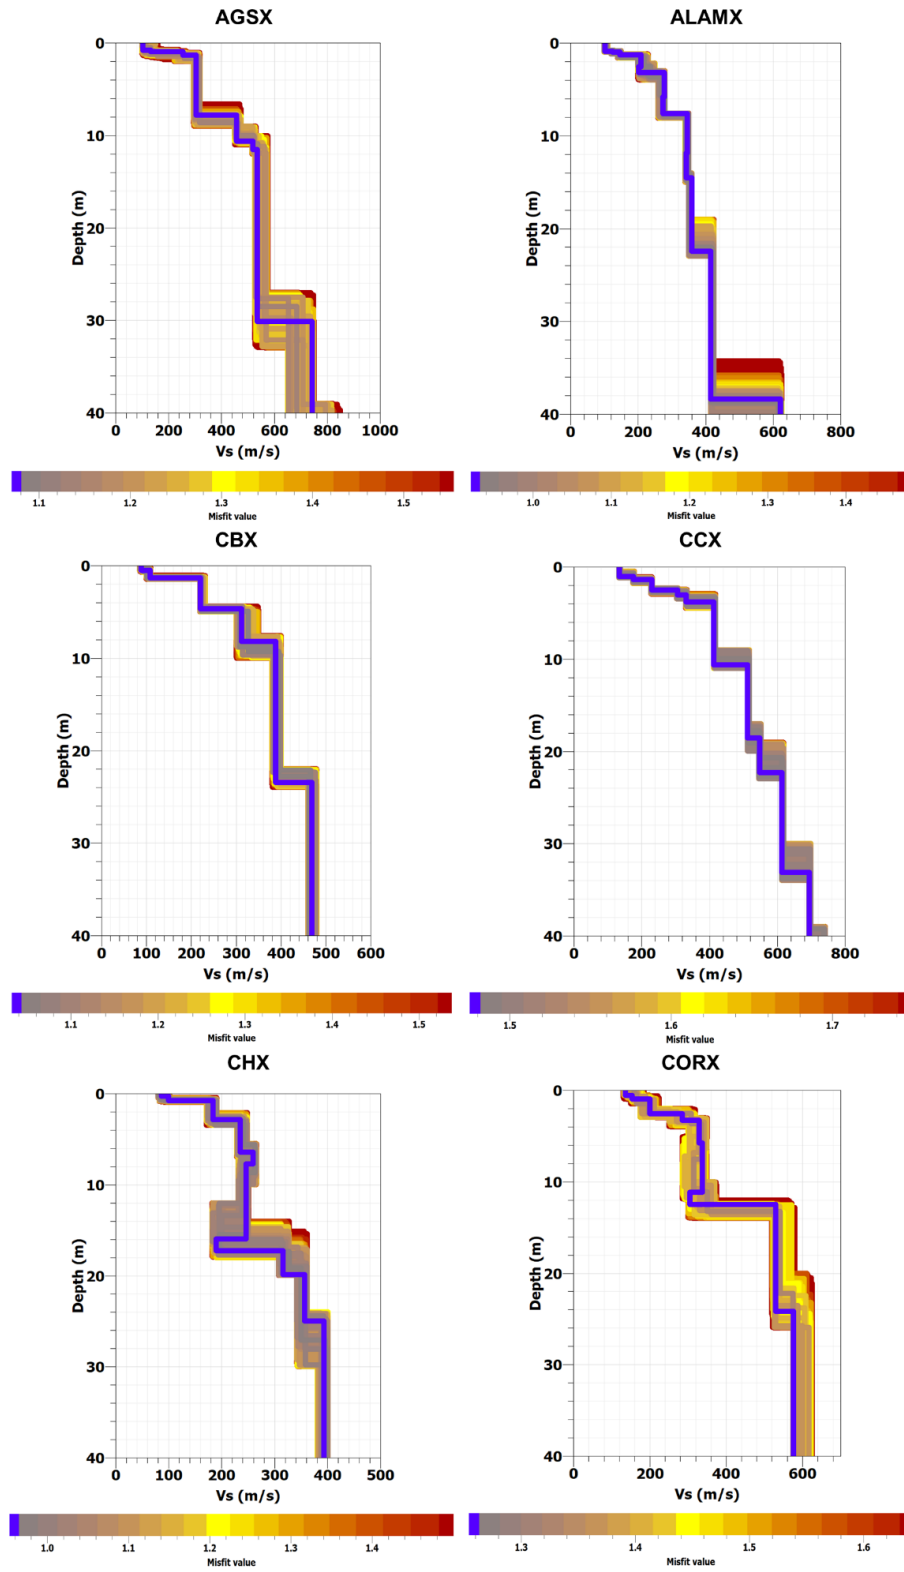 AGSX
0
10
20
30
40
Depth (m)
0 200 400 600 800 1000
Vs (m/s)
1.1 1.2 1.3 1.4 1.5
Misfit value
ALAMX
0
10
20
30
40
Depth (m)
0 200 400 600 800
Vs (m/s)
1.0 1.1 1.2 1.3 1.4
Misfit value
CBX
0
10
20
30
40
Depth (m)
0 100 200 300 400 500 600
Vs (m/s)
1.1 1.2 1.3 1.4 1.5
Misfit value
CCX
0
10
20
30
40
Depth (m)
0 200 400 600 800
Vs (m/s)
1.5 1.6 1.7
Misfit value
CHX
0
10
20
30
40
Depth (m)
0 100 200 300 400 500
Vs (m/s)
1.0 1.1 1.2 1.3 1.4
Misfit value
CORX
0
10
20
30
40
Depth (m)
0 200 400 600
Vs (m/s)
1.3 1.4 1.5 1.6
Misfit value